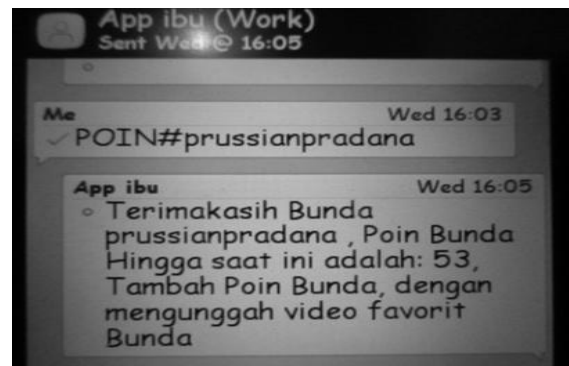 App ibu (Work)
Sent Wed @ 16:05
Me Wed 16:03
POIN#prussianpradana
App ibu Wed 16:05
Terimakasih Bunda
prussianpradana , Poin Bunda
Hingga saat ini adalah: 53,
Tambah Poin Bunda, dengan
mengunggah video favorit
Bunda